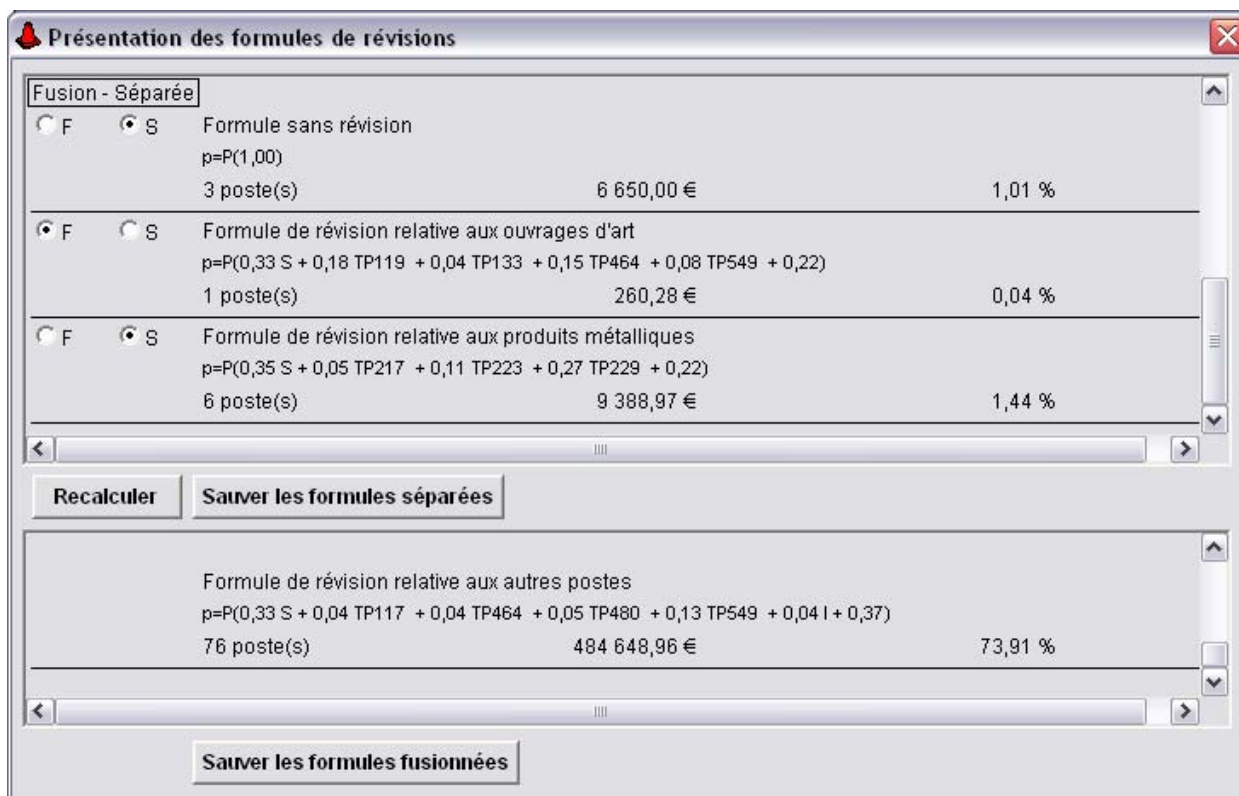 Présentation des formules de révisions
Fusion - Séparée
F S Formule sans révision
p=P(1,00)
3 poste(s) 6 650,00 € 1,01 %
F S Formule de révision relative aux ouvrages d'art
p=P(0,33 S + 0,18 TP119 + 0,04 TP133 + 0,15 TP464 + 0,08 TP549 + 0,22)
1 poste(s) 260,28 € 0,04 %
F S Formule de révision relative aux produits métalliques
p=P(0,35 S + 0,05 TP217 + 0,11 TP223 + 0,27 TP229 + 0,22)
6 poste(s) 9 388,97 € 1,44 %
Recalculer Sauver les formules séparées
Formule de révision relative aux autres postes
p=P(0,33 S + 0,04 TP117 + 0,04 TP464 + 0,05 TP480 + 0,13 TP549 + 0,04 I + 0,37)
76 poste(s) 484 648,96 € 73,91 %
Sauver les formules fusionnées